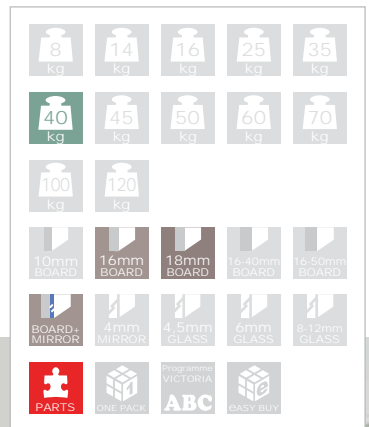 8 14 16 25 35
kg kg kg kg kg
40 45 50 60 70
kg kg kg kg kg
100 120
kg kg
10mm 16mm 18mm 16-40mm 16-50mm
BOARD BOARD BOARD BOARD BOARD
BOARD+ 4mm 4,5mm 6mm 8-12mm
MIRROR MIRROR GLASS GLASS GLASS
1 Programme e
VICTORIA
PARTS ONE PACK ABC eASY BUY